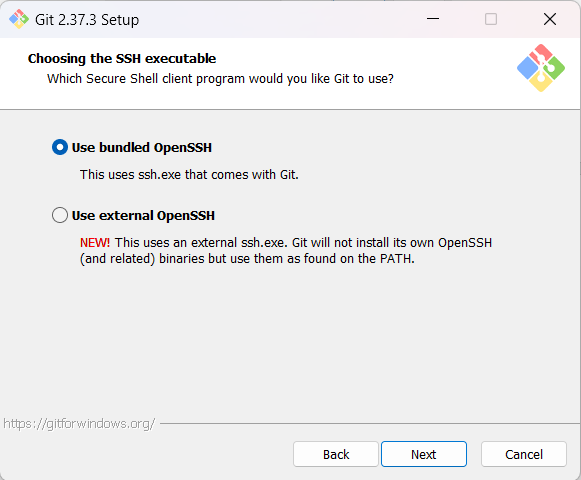 Git 2.37.3 Setup
Choosing the SSH executable
Which Secure Shell client program would you like Git to use?
Use bundled OpenSSH
This uses ssh.exe that comes with Git.
Use external OpenSSH
NEW! This uses an external ssh.exe. Git will not install its own OpenSSH
(and related) binaries but use them as found on the PATH.
https://gitforwindows.org/
Back
Next
Cancel